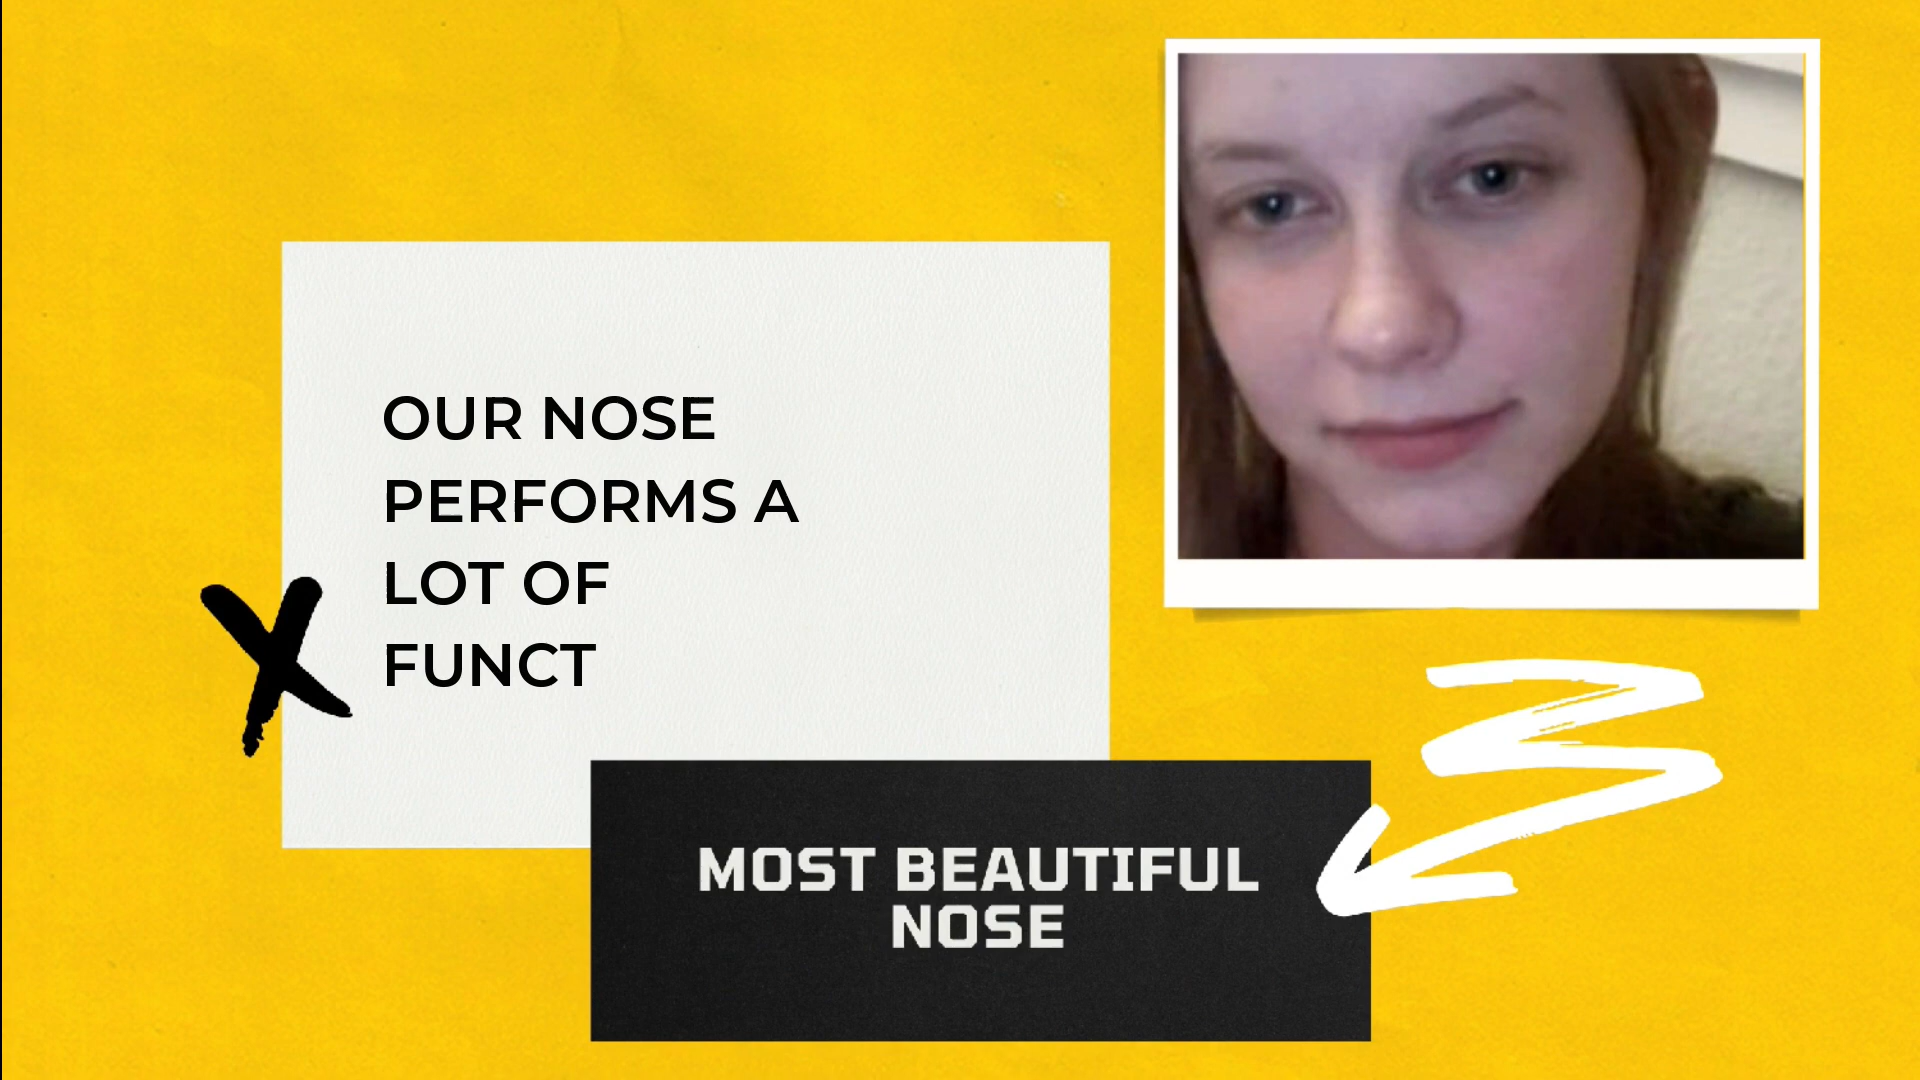 OUR NOSE
PERFORMS A
LOT OF
FUNCT
MOST BEAUTIFUL
NOSE